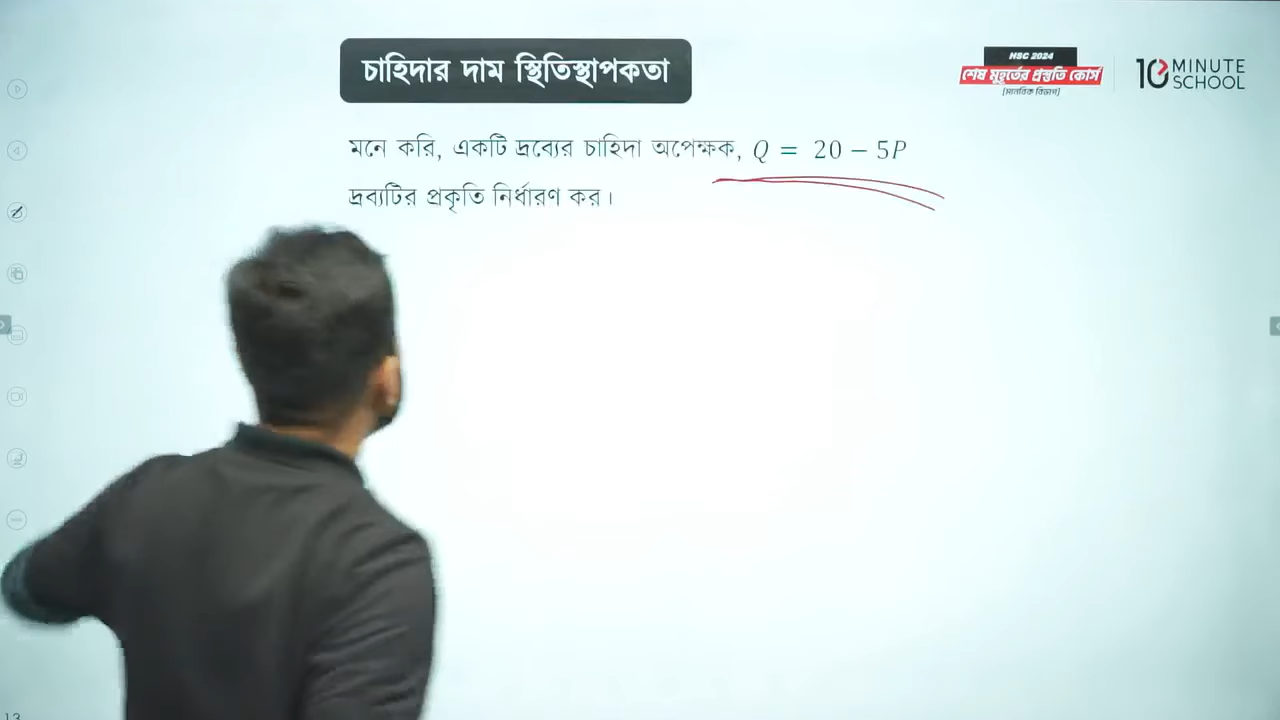 চাহিদার দাম স্থিতিস্থাপকতা
HSC 2024
শেষ মুহূর্তের প্রস্তুতি কোর্স
[মানবিক বিভাগ]
10 MINUTE SCHOOL
মনে করি, একটি দ্রব্যের চাহিদা অপেক্ষক, Q = 20 − 5P
দ্রব্যটির প্রকৃতি নির্ধারণ কর।